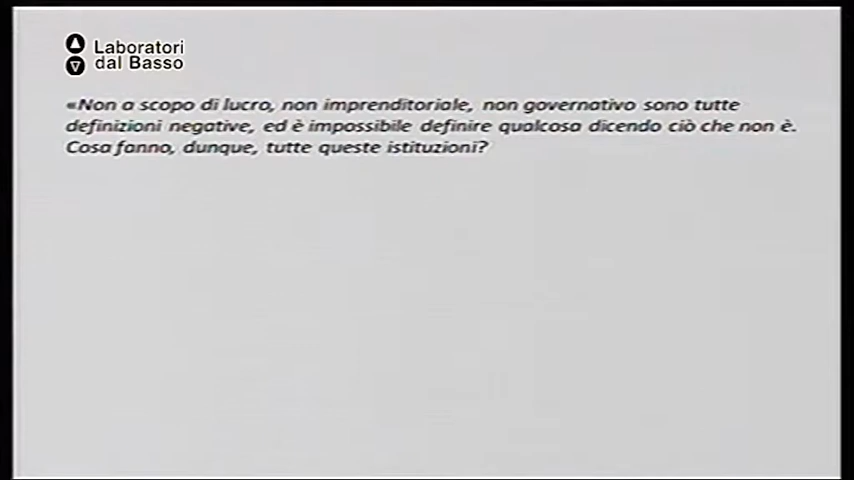 Laboratori
dal Basso
«Non a scopo di lucro, non imprenditoriale, non governativo sono tutte
definizioni negative, ed è impossibile definire qualcosa dicendo ciò che non è.
Cosa fanno, dunque, tutte queste istituzioni?